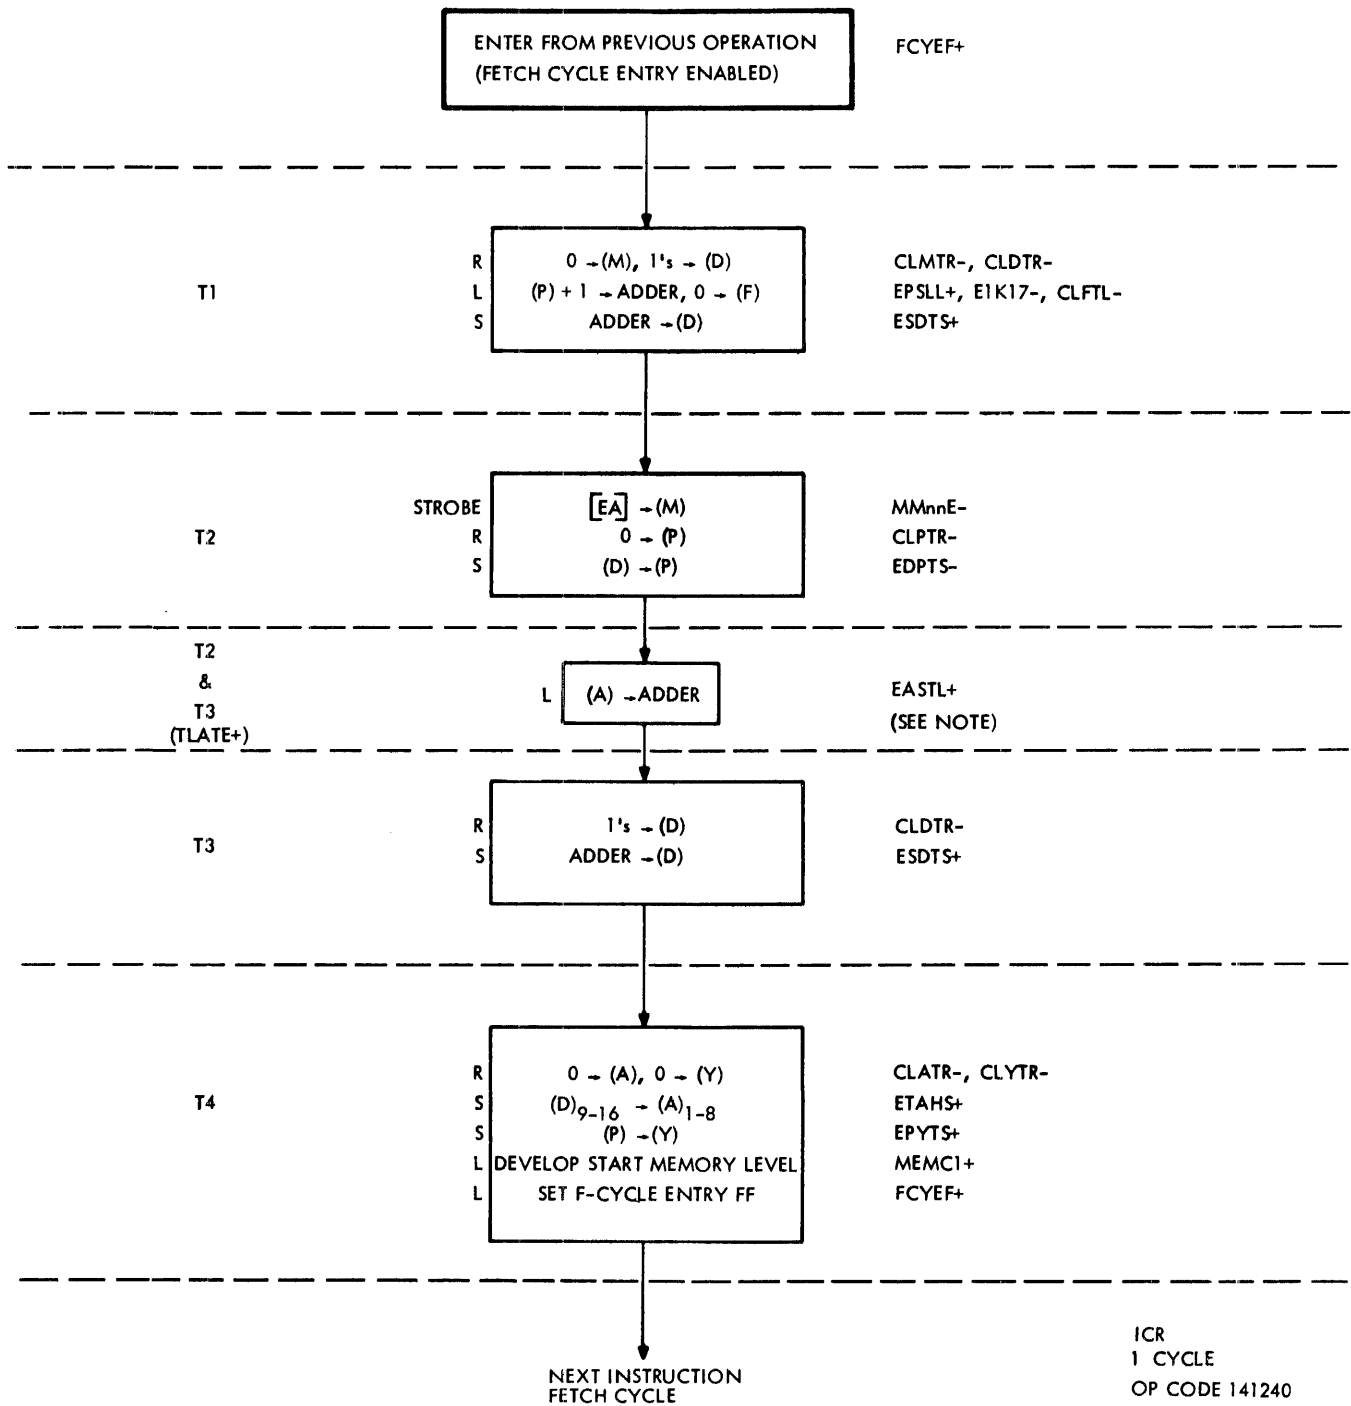 ENTER FROM PREVIOUS OPERATION
(FETCH CYCLE ENTRY ENABLED)
FCYEF+
T1
R 0 → (M), 1's → (D) CLMTR-, CLDTR-
L (P) + 1 → ADDER, 0 → (F) EPSLL+, E1K17-, CLFTL-
S ADDER → (D) ESDTS+
T2
STROBE [EA] → (M) MMnnE-
R 0 → (P) CLPTR-
S (D) → (P) EDPTS-
T2
&
T3
(TLATE+)
L (A) → ADDER EASTL+
(SEE NOTE)
T3
R 1's → (D) CLDTR-
S ADDER → (D) ESDTS+
T4
R 0 → (A), 0 → (Y) CLATR-, CLYTR-
S (D)9-16 → (A)1-8 ETAHS+
S (P) → (Y) EPYTS+
L DEVELOP START MEMORY LEVEL MEMC1+
L SET F-CYCLE ENTRY FF FCYEF+
NEXT INSTRUCTION
FETCH CYCLE
ICR
1 CYCLE
OP CODE 141240